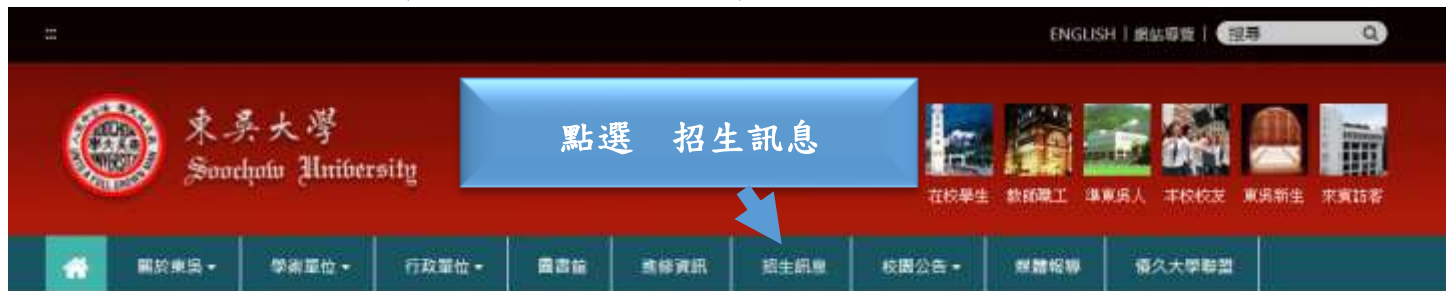 ENGLISH | 網站導覽 | 搜尋
東吳大學
Soochow University
點選 招生訊息
在校學生 教師職工 準東吳人 本校校友 東吳新生 來賓訪客
關於東吳 學術單位 行政單位 圖書館 進修資訊 招生訊息 校園公告 媒體報導 優久大學聯盟